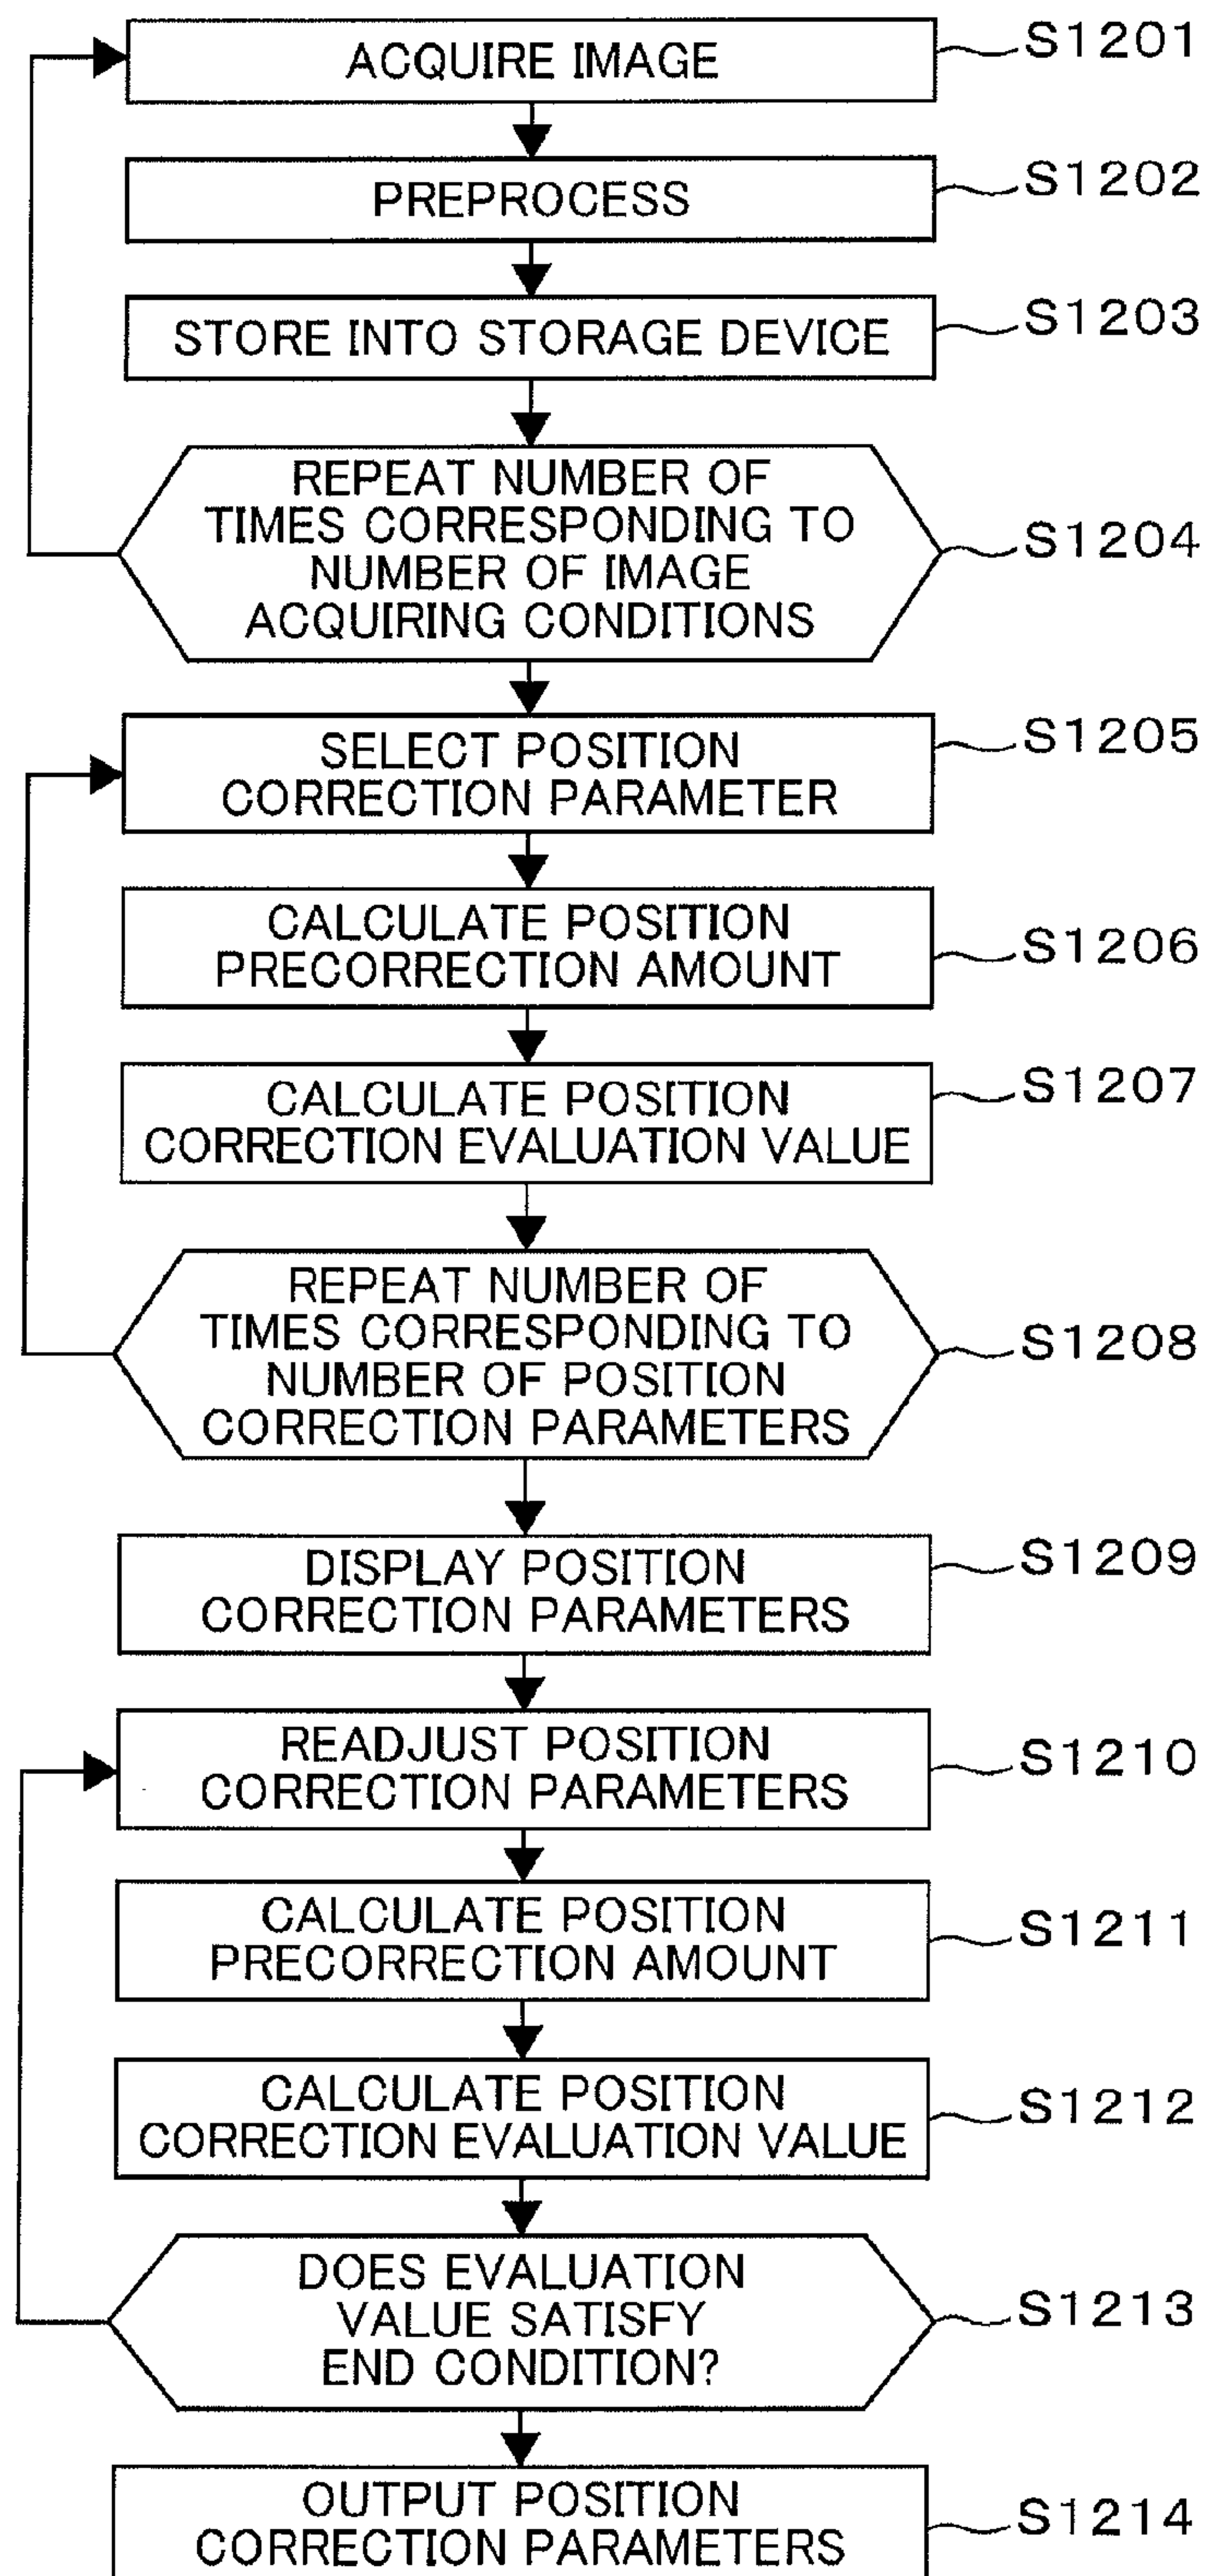 ACQUIRE IMAGE
S1201
PREPROCESS
S1202
STORE INTO STORAGE DEVICE
S1203
REPEAT NUMBER OF
TIMES CORRESPONDING TO
NUMBER OF IMAGE
ACQUIRING CONDITIONS
S1204
SELECT POSITION
CORRECTION PARAMETER
S1205
CALCULATE POSITION
PRECORRECTION AMOUNT
S1206
CALCULATE POSITION
CORRECTION EVALUATION VALUE
S1207
REPEAT NUMBER OF
TIMES CORRESPONDING TO
NUMBER OF POSITION
CORRECTION PARAMETERS
S1208
DISPLAY POSITION
CORRECTION PARAMETERS
S1209
READJUST POSITION
CORRECTION PARAMETERS
S1210
CALCULATE POSITION
PRECORRECTION AMOUNT
S1211
CALCULATE POSITION
CORRECTION EVALUATION VALUE
S1212
DOES EVALUATION
VALUE SATISFY
END CONDITION?
S1213
OUTPUT POSITION
CORRECTION PARAMETERS
S1214